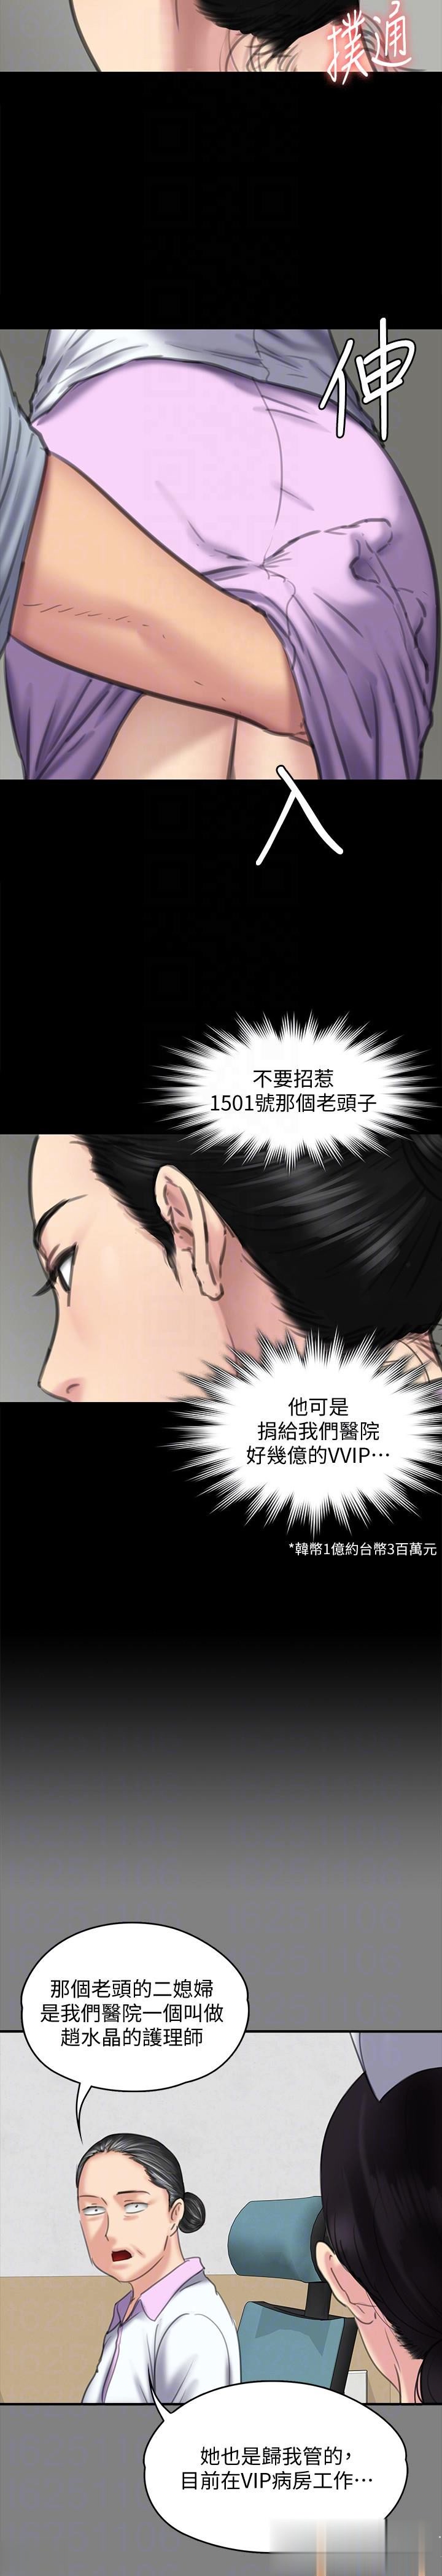 撲通
伸
入
不要招惹
1501號那個老頭子
他可是
捐給我們醫院
好幾億的VVIP⋯
*韓幣1億約台幣3百萬元
那個老頭的二媳婦
是我們醫院一個叫做
趙水晶的護理師
她也是歸我管的,
目前在VIP病房工作⋯